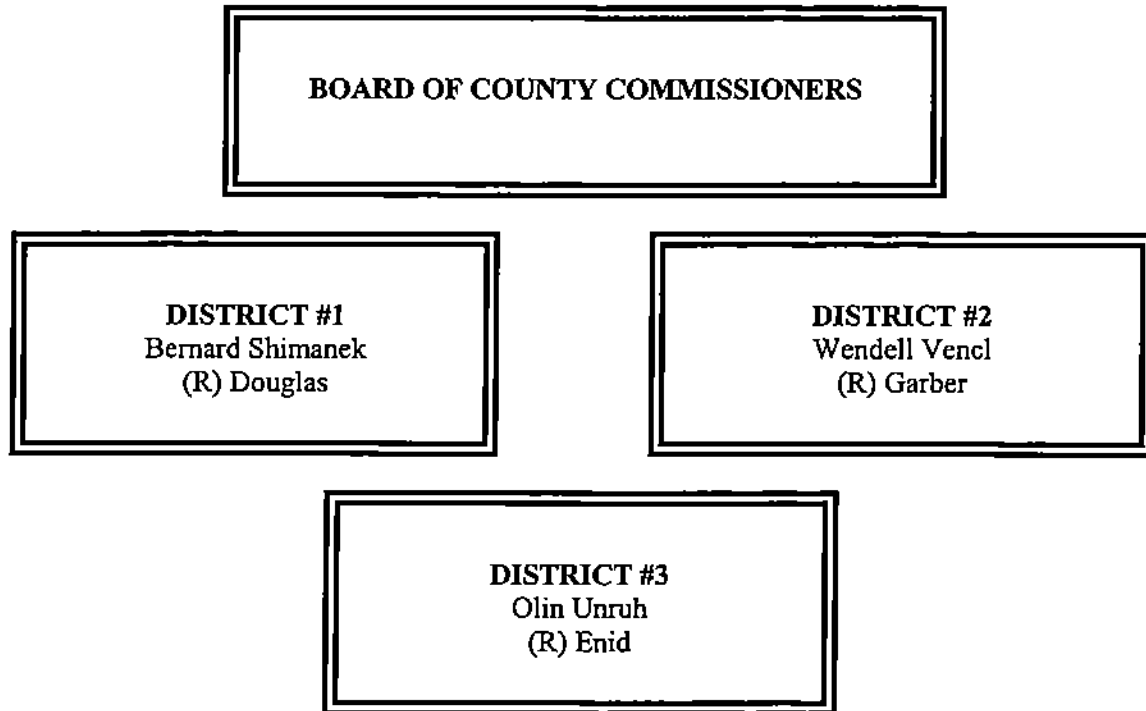 BOARD OF COUNTY COMMISSIONERS
DISTRICT #1
Bernard Shimanek
(R) Douglas
DISTRICT #2
Wendell Vencl
(R) Garber
DISTRICT #3
Olin Unruh
(R) Enid